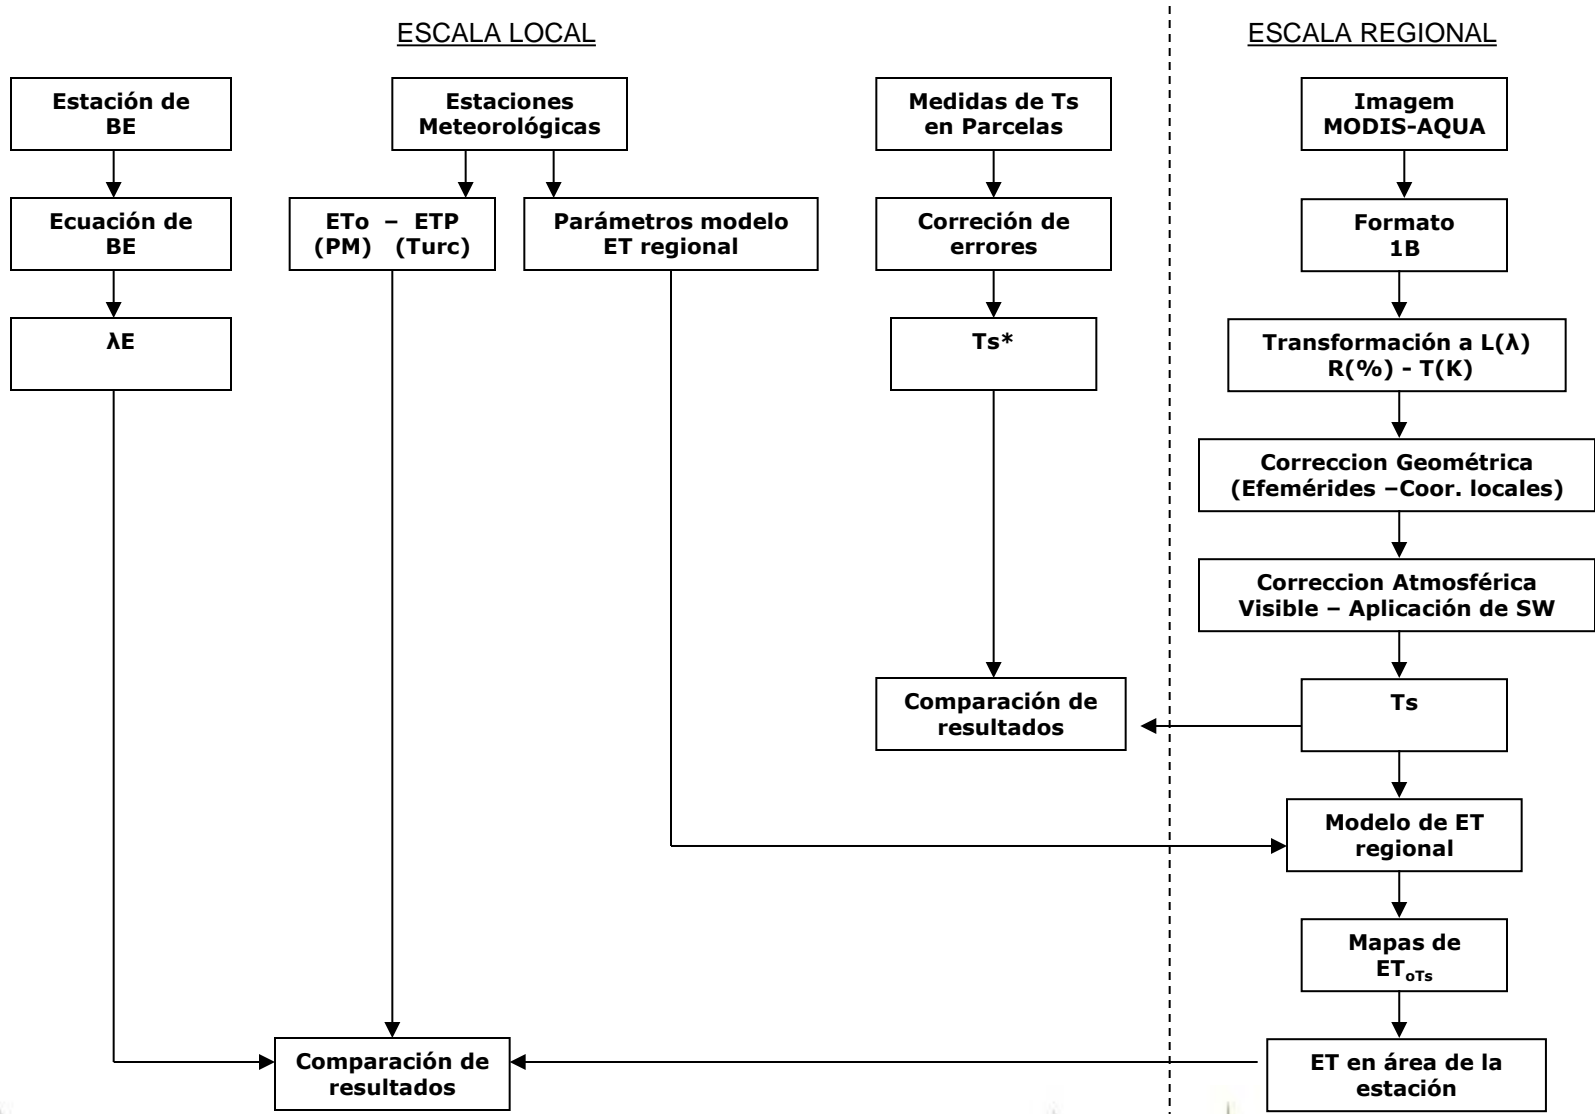 ESCALA LOCAL
ESCALA REGIONAL
Estación de
BE
Estaciones
Meteorológicas
Medidas de Ts
en Parcelas
Imagem
MODIS-AQUA
Ecuación de
BE
ETo – ETP
(PM) (Turc)
Parámetros modelo
ET regional
Correción de
errores
Formato
1B
λE
Ts*
Transformación a L(λ)
R(%) - T(K)
Correccion Geométrica
(Efemérides –Coor. locales)
Correccion Atmosférica
Visible – Aplicación de SW
Comparación de
resultados
Ts
Modelo de ET
regional
Mapas de
EToTs
Comparación de
resultados
ET en área de la
estación